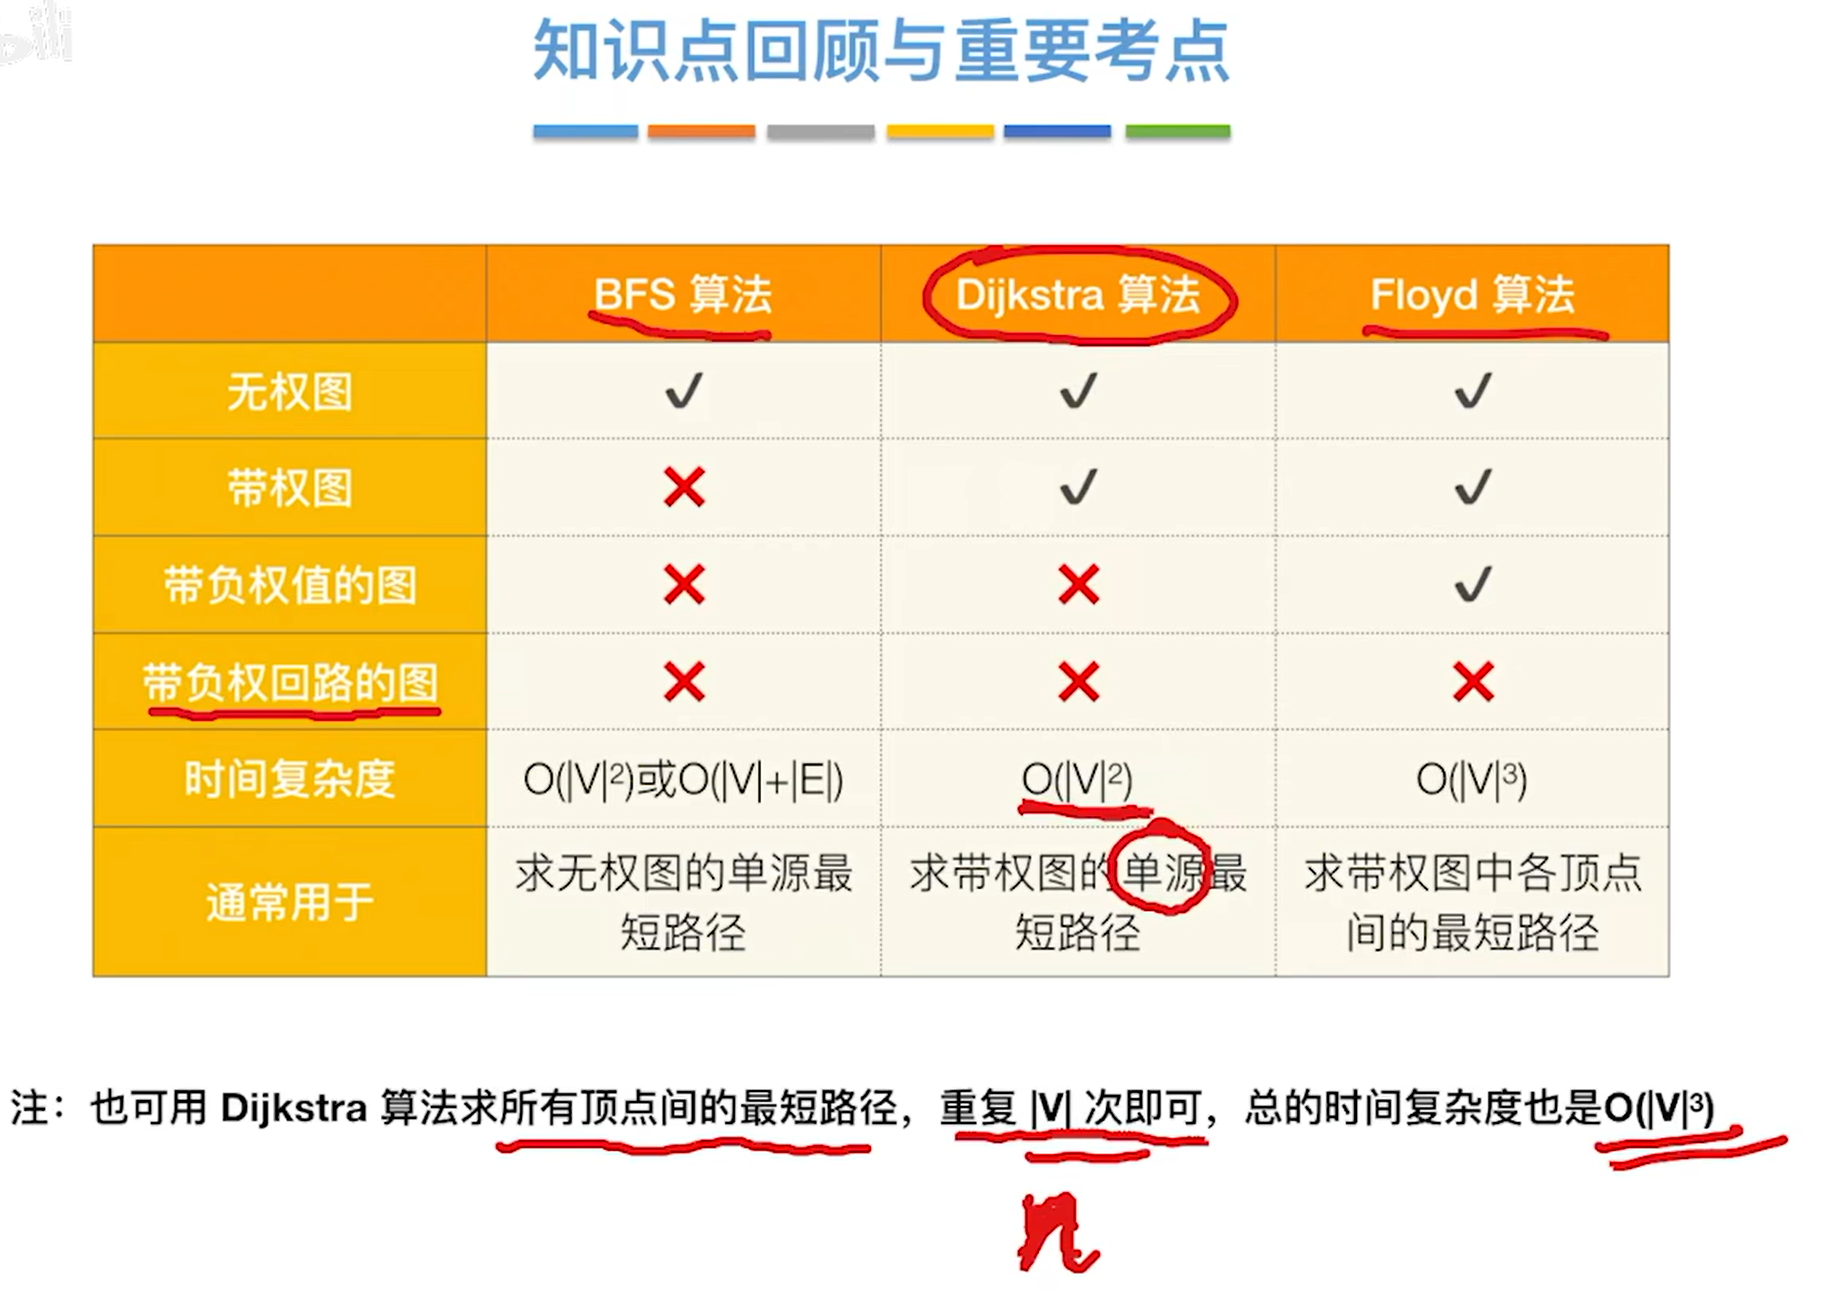 知识点回顾与重要考点
BFS 算法 Dijkstra 算法 Floyd 算法
无权图 ✓ ✓ ✓
带权图 ✕ ✓ ✓
带负权值的图 ✕ ✕ ✓
带负权回路的图 ✕ ✕ ✕
时间复杂度 O(|V|²)或O(|V|+|E|) O(|V|²) O(|V|³)
通常用于 求无权图的单源最短路径 求带权图的单源最短路径 求带权图中各顶点间的最短路径
注：也可用 Dijkstra 算法求所有顶点间的最短路径，重复 |V| 次即可，总的时间复杂度也是O(|V|³)
n